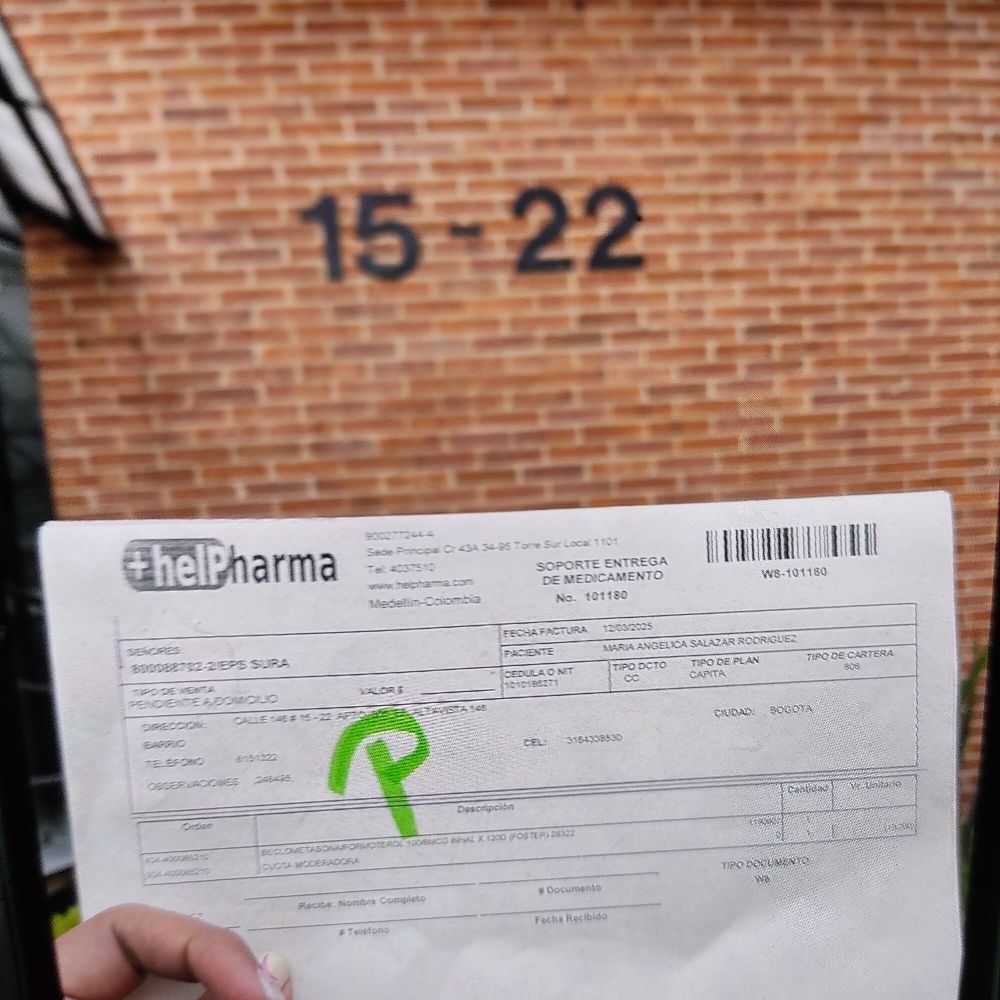 15 - 22
+helPharma
900277244-4
Sede Principal Cr 43A 34-95 Torre Sur Local 1101
Tel: 4037510
www.helpharma.com
Medellin-Colombia
SOPORTE ENTREGA
DE MEDICAMENTO
No. 101180
W8-101180
SEÑORES:
EPS SURA
FECHA FACTURA 12/03/2025
PACIENTE MARIA ANGELICA SALAZAR RODRIGUEZ
CEDULA O NIT
TIPO DCTO
CC
TIPO DE PLAN
CAPITA
TIPO DE CARTERA
806
TIPO DE VENTA
PENDIENTE A DOMICILIO
VALOR $
DIRECCION: CALLE 146 # 15 - 22 ALTAVISTA 146
CIUDAD: BOGOTA
BARRIO
TELEFONO 6151322
CEL: 3164338530
OBSERVACIONES 246495
P
Orden
Descripción
Cantidad
Vr. Unitario
BECLOMETASONA/FORMOTEROL 100/6MCG INHAL X 120D (FOSTER) 28322
CUOTA MODERADORA
TIPO DOCUMENTO
W8
Recibe: Nombre Completo
# Documento
# Teléfono
Fecha Recibido